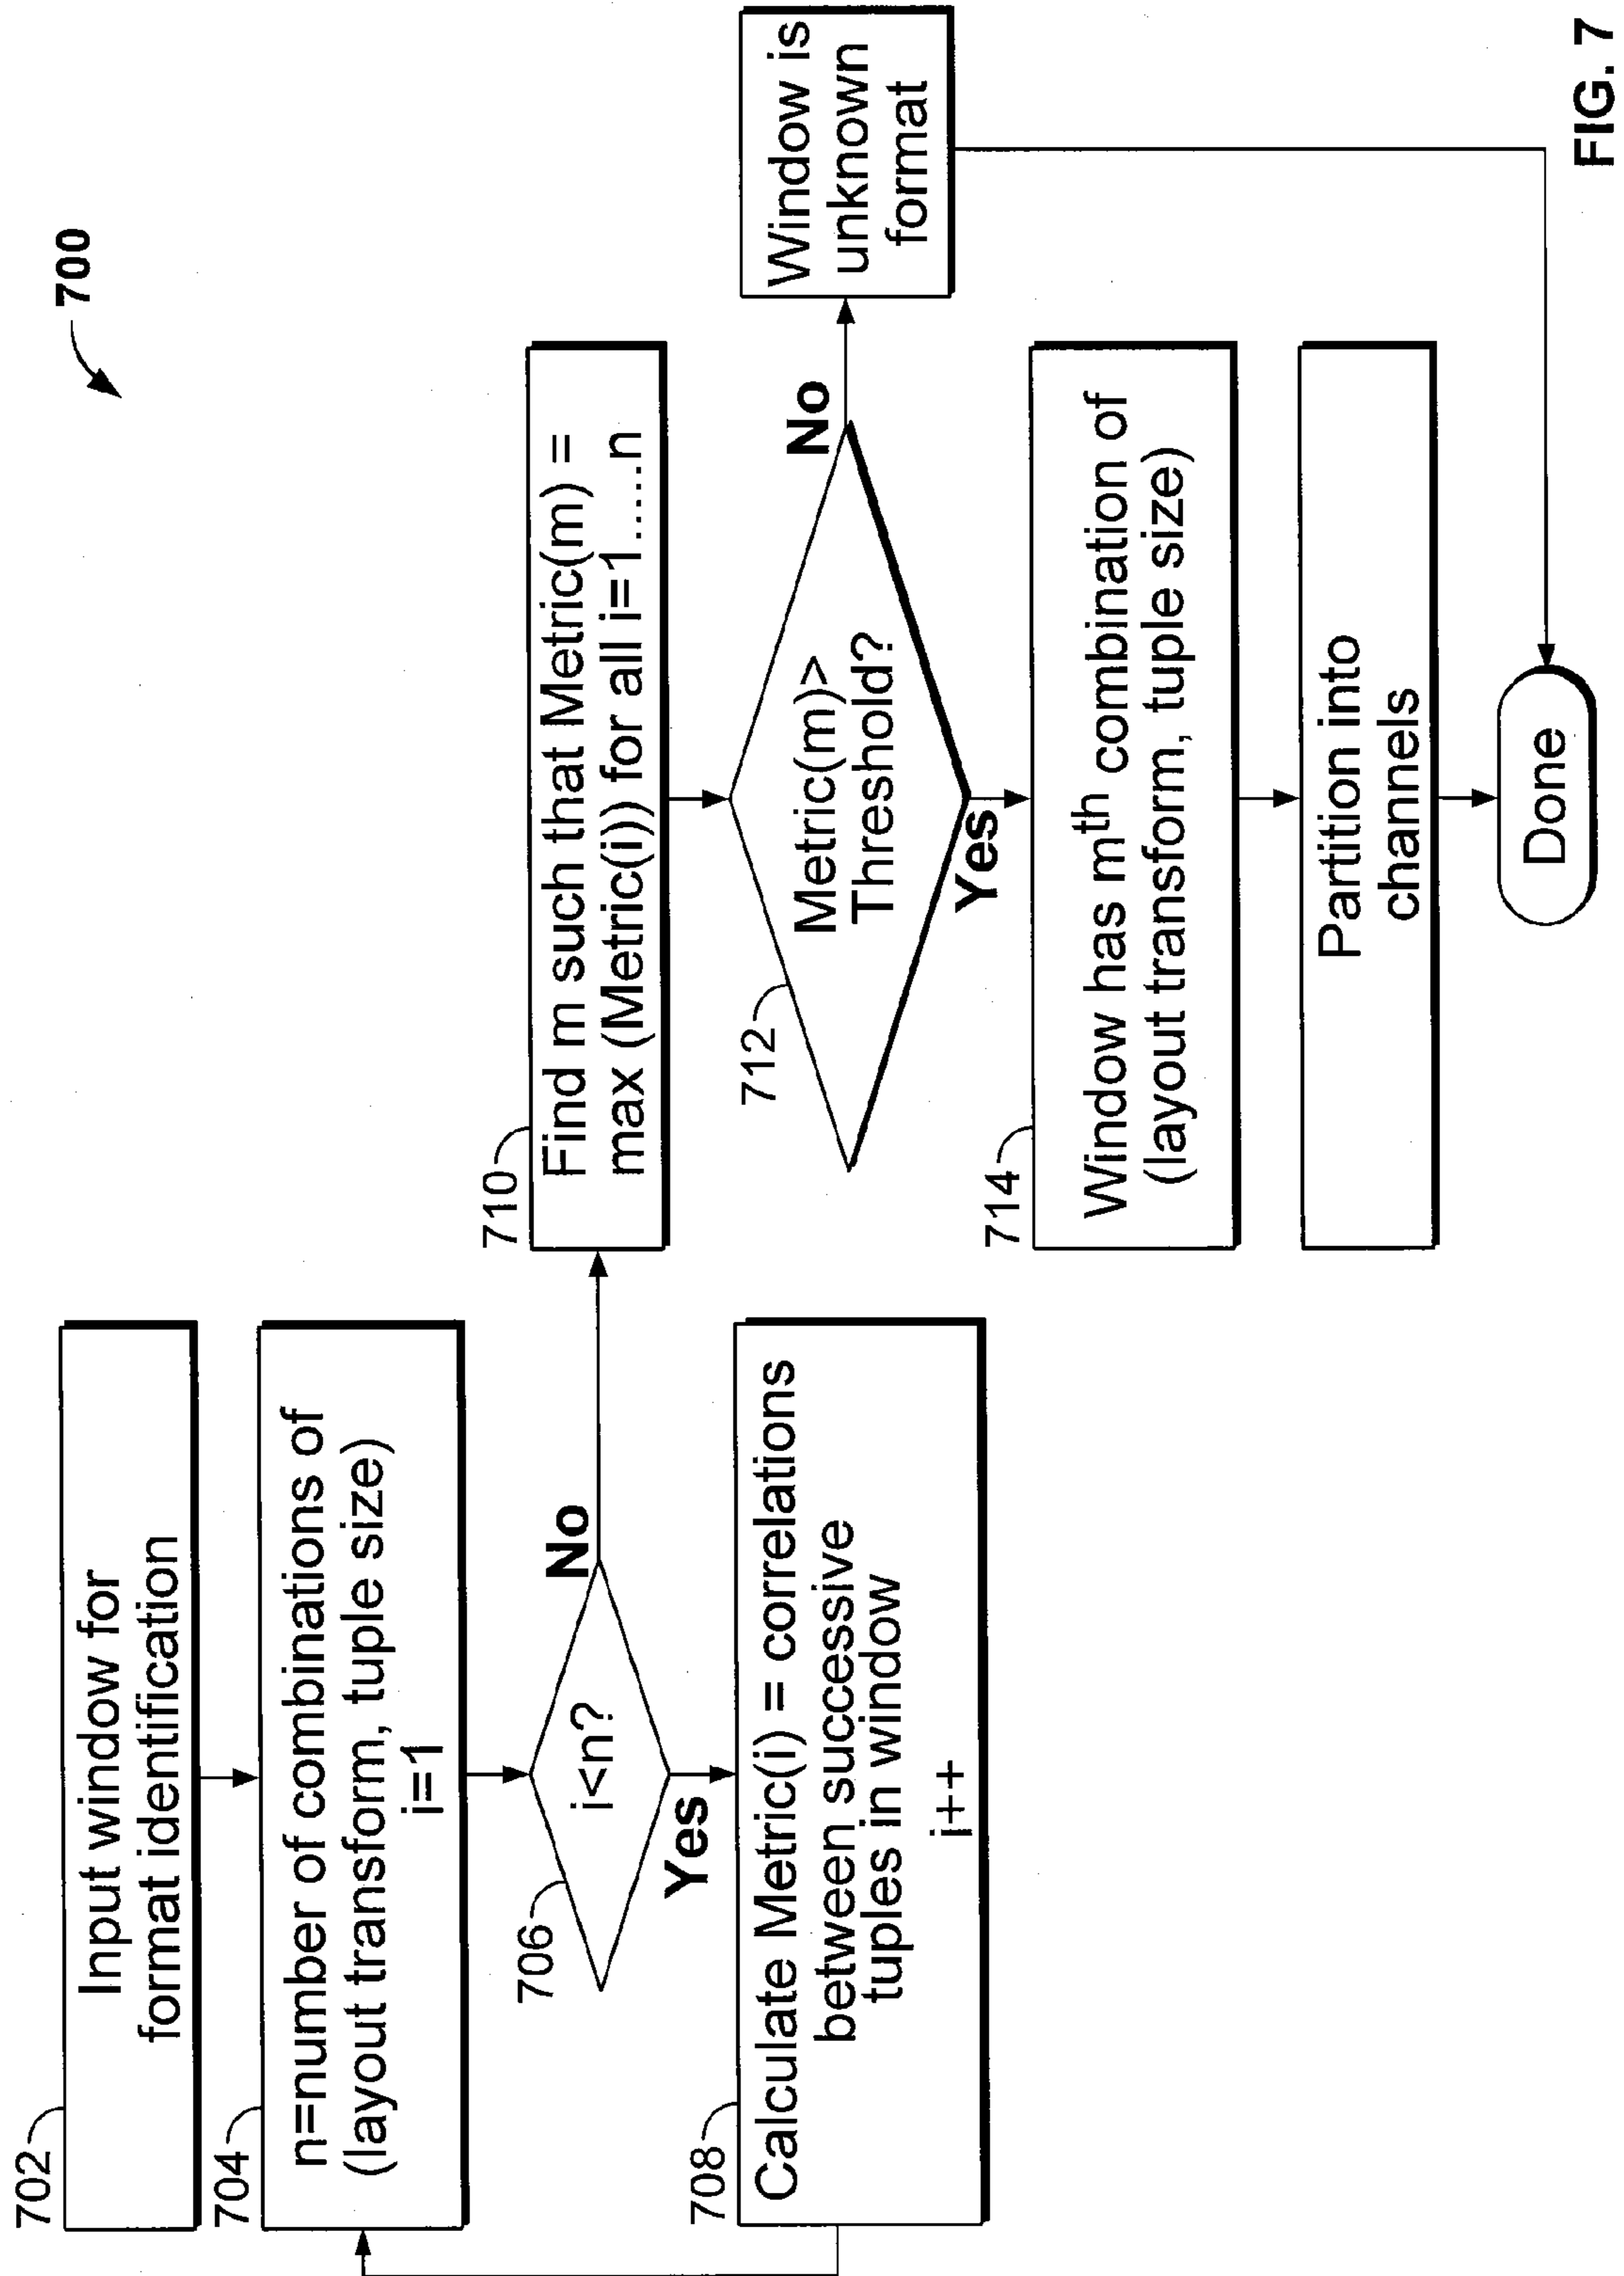 700
702
Input window for
format identification
704
n=number of combinations of
(layout transform, tuple size)
i=1
706
i<n?
No
Yes
708
Calculate Metric(i) = correlations
between successive
tuples in window
i++
710
Find m such that Metric(m) =
max (Metric(i)) for all i=1.....n
712
Metric(m)>
Threshold?
No
Yes
Window is
unknown
format
714
Window has mth combination of
(layout transform, tuple size)
Partition into
channels
Done
FIG. 7